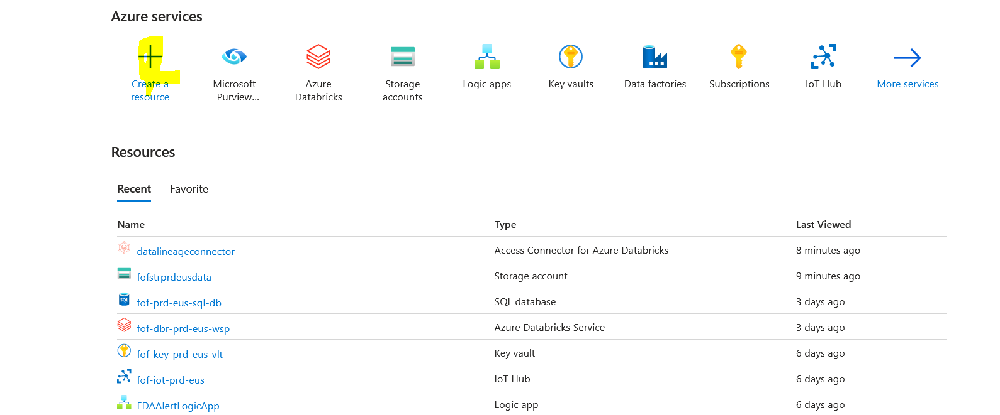 Azure services
Create a resource
Microsoft Purview...
Azure Databricks
Storage accounts
Logic apps
Key vaults
Data factories
Subscriptions
IoT Hub
More services
Resources
Recent Favorite
Name Type Last Viewed
datalineageconnector Access Connector for Azure Databricks 8 minutes ago
fofstrprdeusdata Storage account 9 minutes ago
SQL fof-prd-eus-sql-db SQL database 3 days ago
fof-dbr-prd-eus-wsp Azure Databricks Service 3 days ago
fof-key-prd-eus-vlt Key vault 6 days ago
fof-iot-prd-eus IoT Hub 6 days ago
EDAAlertLogicApp Logic app 6 days ago